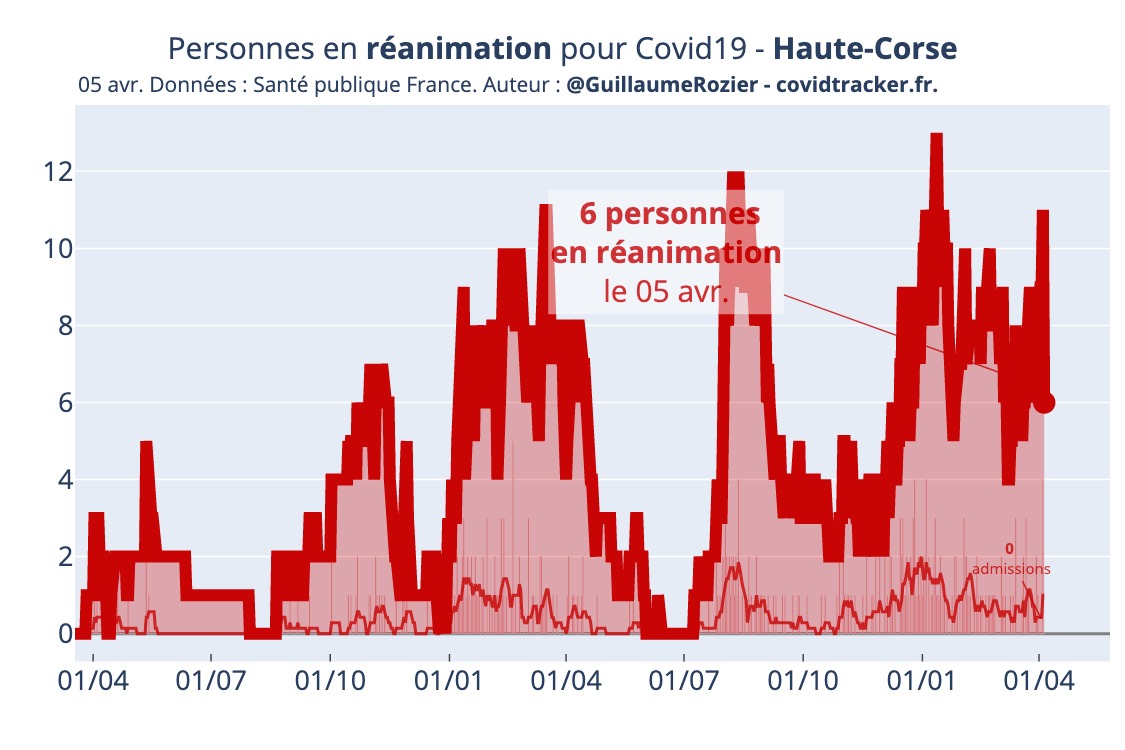 Personnes en réanimation pour Covid19 - Haute-Corse
05 avr. Données : Santé publique France. Auteur : @GuillaumeRozier - covidtracker.fr.
12
10
8
6
4
2
0
6 personnes
en réanimation
le 05 avr.
0
admissions
01/04
01/07
01/10
01/01
01/04
01/07
01/10
01/01
01/04